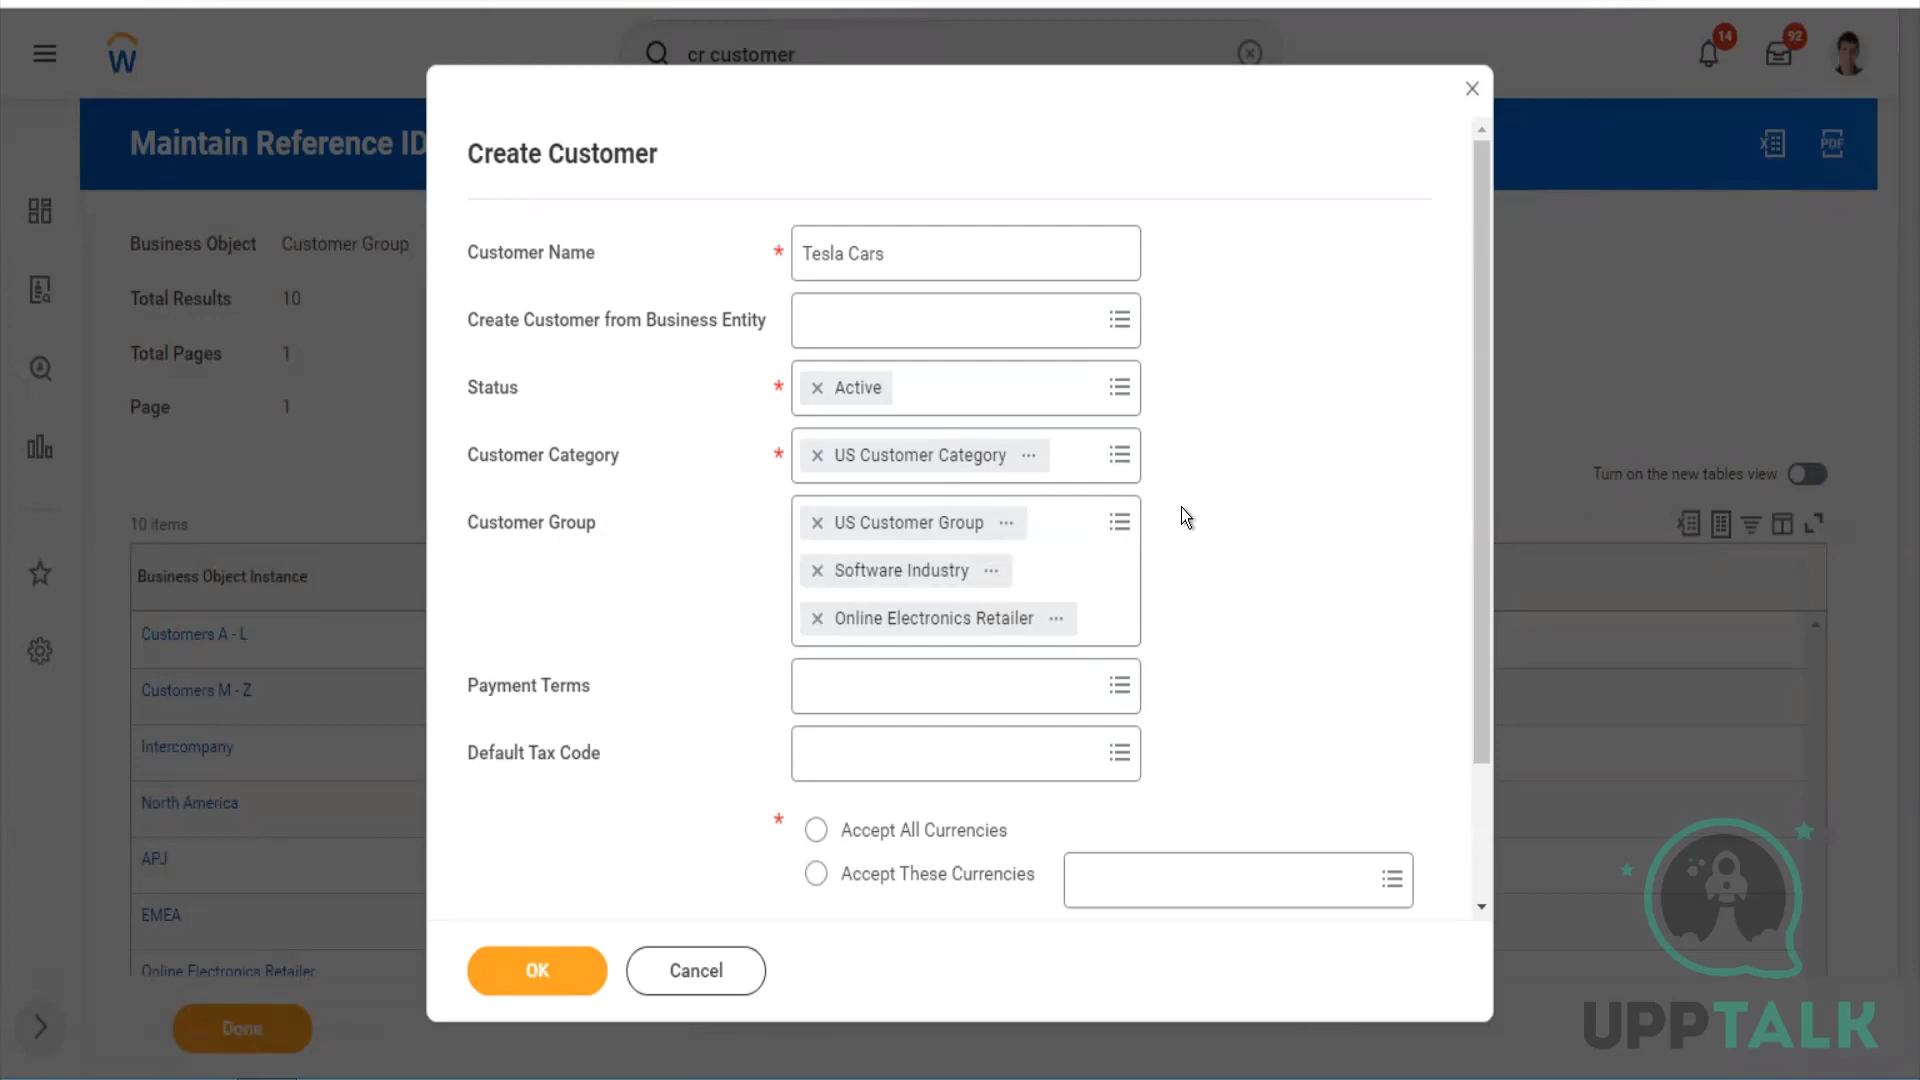 cr customer
14
92
W
Maintain Reference ID
PDF
Business Object Customer Group
Total Results 10
Total Pages 1
Page 1
Turn on the new tables view
10 items
Business Object Instance
Customers A - L
Customers M - Z
Intercompany
North America
APJ
EMEA
Online Electronics Retailer
Done
Create Customer
Customer Name * Tesla Cars
Create Customer from Business Entity
Status * Active
Customer Category * US Customer Category
Customer Group US Customer Group
Software Industry
Online Electronics Retailer
Payment Terms
Default Tax Code
* Accept All Currencies
Accept These Currencies
OK Cancel
UPPTALK